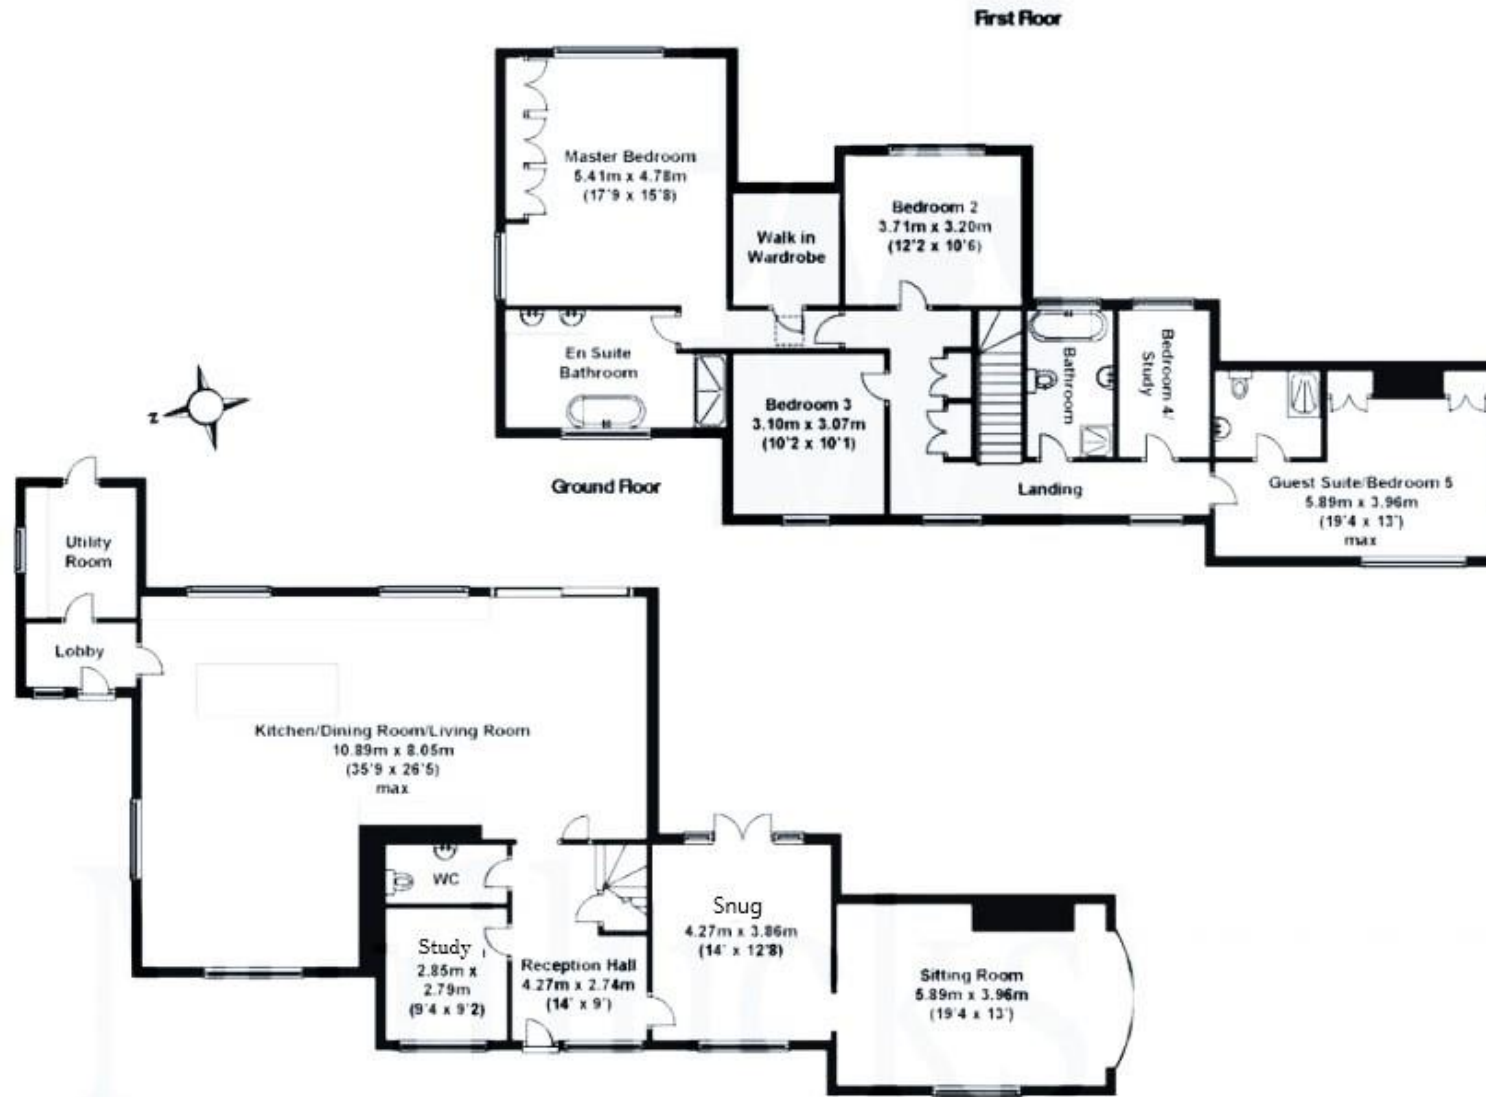 First Floor
Master Bedroom
5.41m x 4.78m
(17'9 x 15'8)
Walk in
Wardrobe
Bedroom 2
3.71m x 3.20m
(12'2 x 10'6)
En Suite
Bathroom
Bedroom 3
3.10m x 3.07m
(10'2 x 10'1)
Bathroom
Bedroom 4/
Study
Landing
Guest Suite/Bedroom 5
5.89m x 3.96m
(19'4 x 13')
max
N
Ground Floor
Utility
Room
Lobby
Kitchen/Dining Room/Living Room
10.89m x 8.05m
(35'9 x 26'5)
max
WC
Study
2.85m x
2.79m
(9'4 x 9'2)
Reception Hall
4.27m x 2.74m
(14' x 9')
Snug
4.27m x 3.86m
(14' x 12'8)
Sitting Room
5.89m x 3.96m
(19'4 x 13')